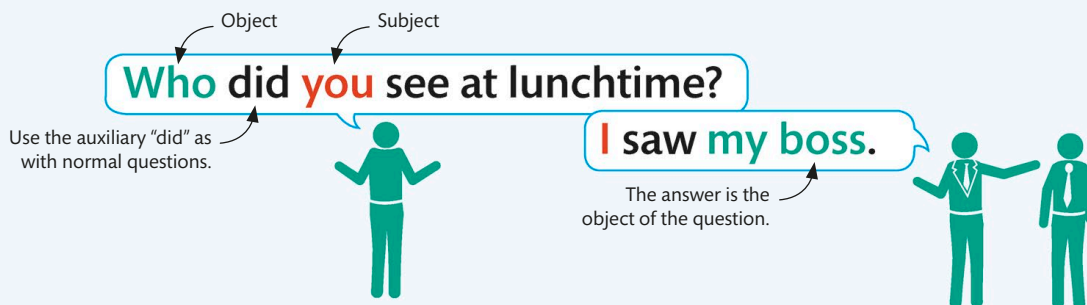 Object
Subject
Who did you see at lunchtime?
Use the auxiliary “did” as
with normal questions.
I saw my boss.
The answer is the
object of the question.